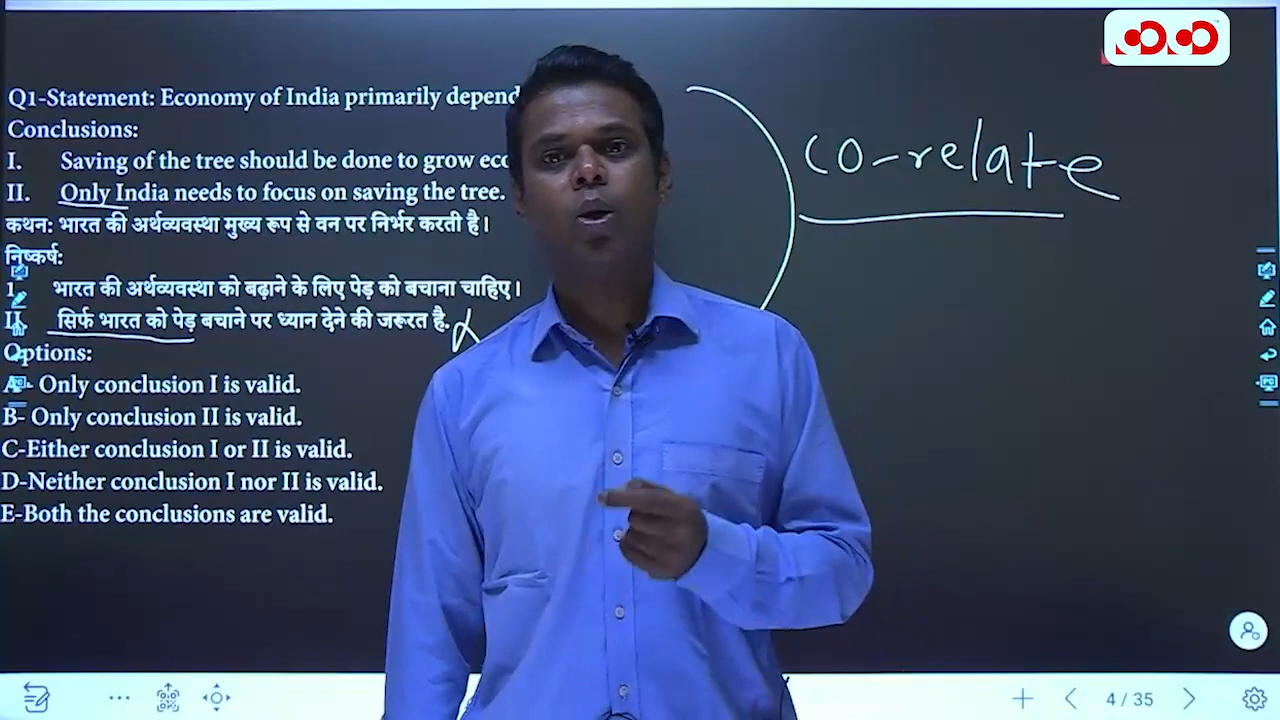 Q1-Statement: Economy of India primarily depend
Conclusions:
I. Saving of the tree should be done to grow eco
II. Only India needs to focus on saving the tree.
कथन: भारत की अर्थव्यवस्था मुख्य रूप से वन पर निर्भर करती है।
निष्कर्ष:
1. भारत की अर्थव्यवस्था को बढ़ाने के लिए पेड़ को बचाना चाहिए।
II. सिर्फ भारत को पेड़ बचाने पर ध्यान देने की जरूरत है.
Options:
A- Only conclusion I is valid.
B- Only conclusion II is valid.
C-Either conclusion I or II is valid.
D-Neither conclusion I nor II is valid.
E-Both the conclusions are valid.
co-relate
4 / 35